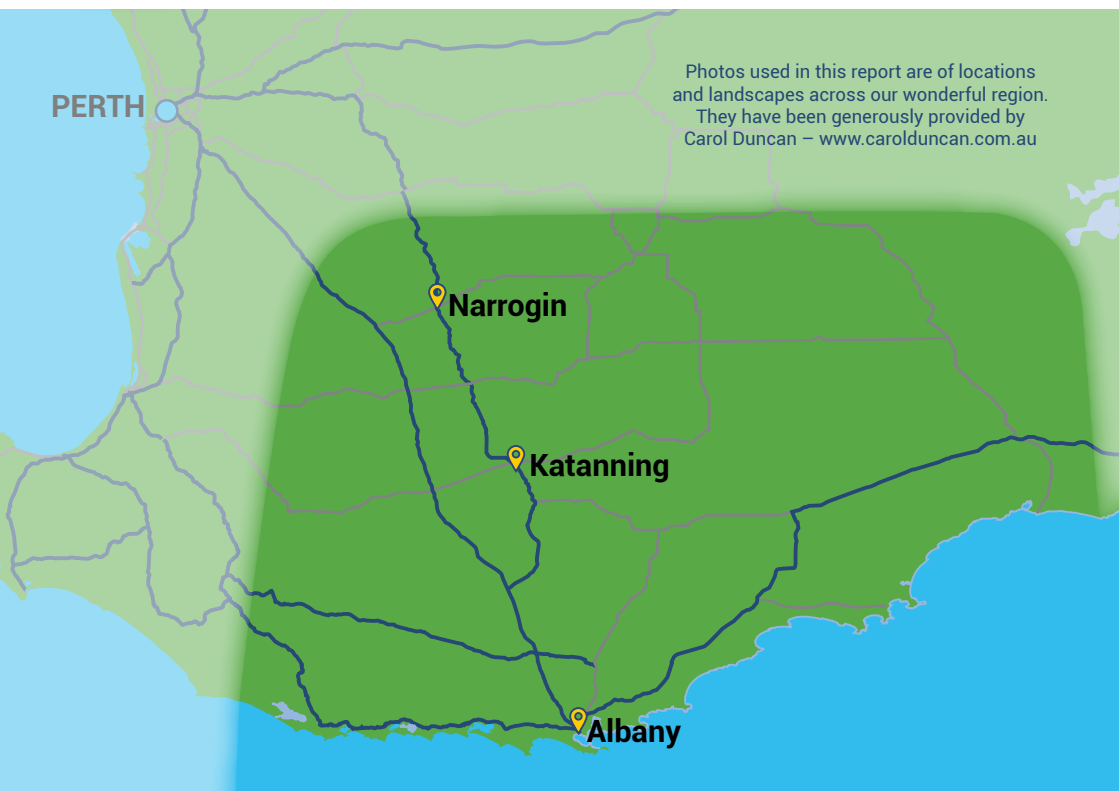 Photos used in this report are of locations
and landscapes across our wonderful region.
They have been generously provided by
Carol Duncan – www.carolduncan.com.au
PERTH
Narrogin
Katanning
Albany